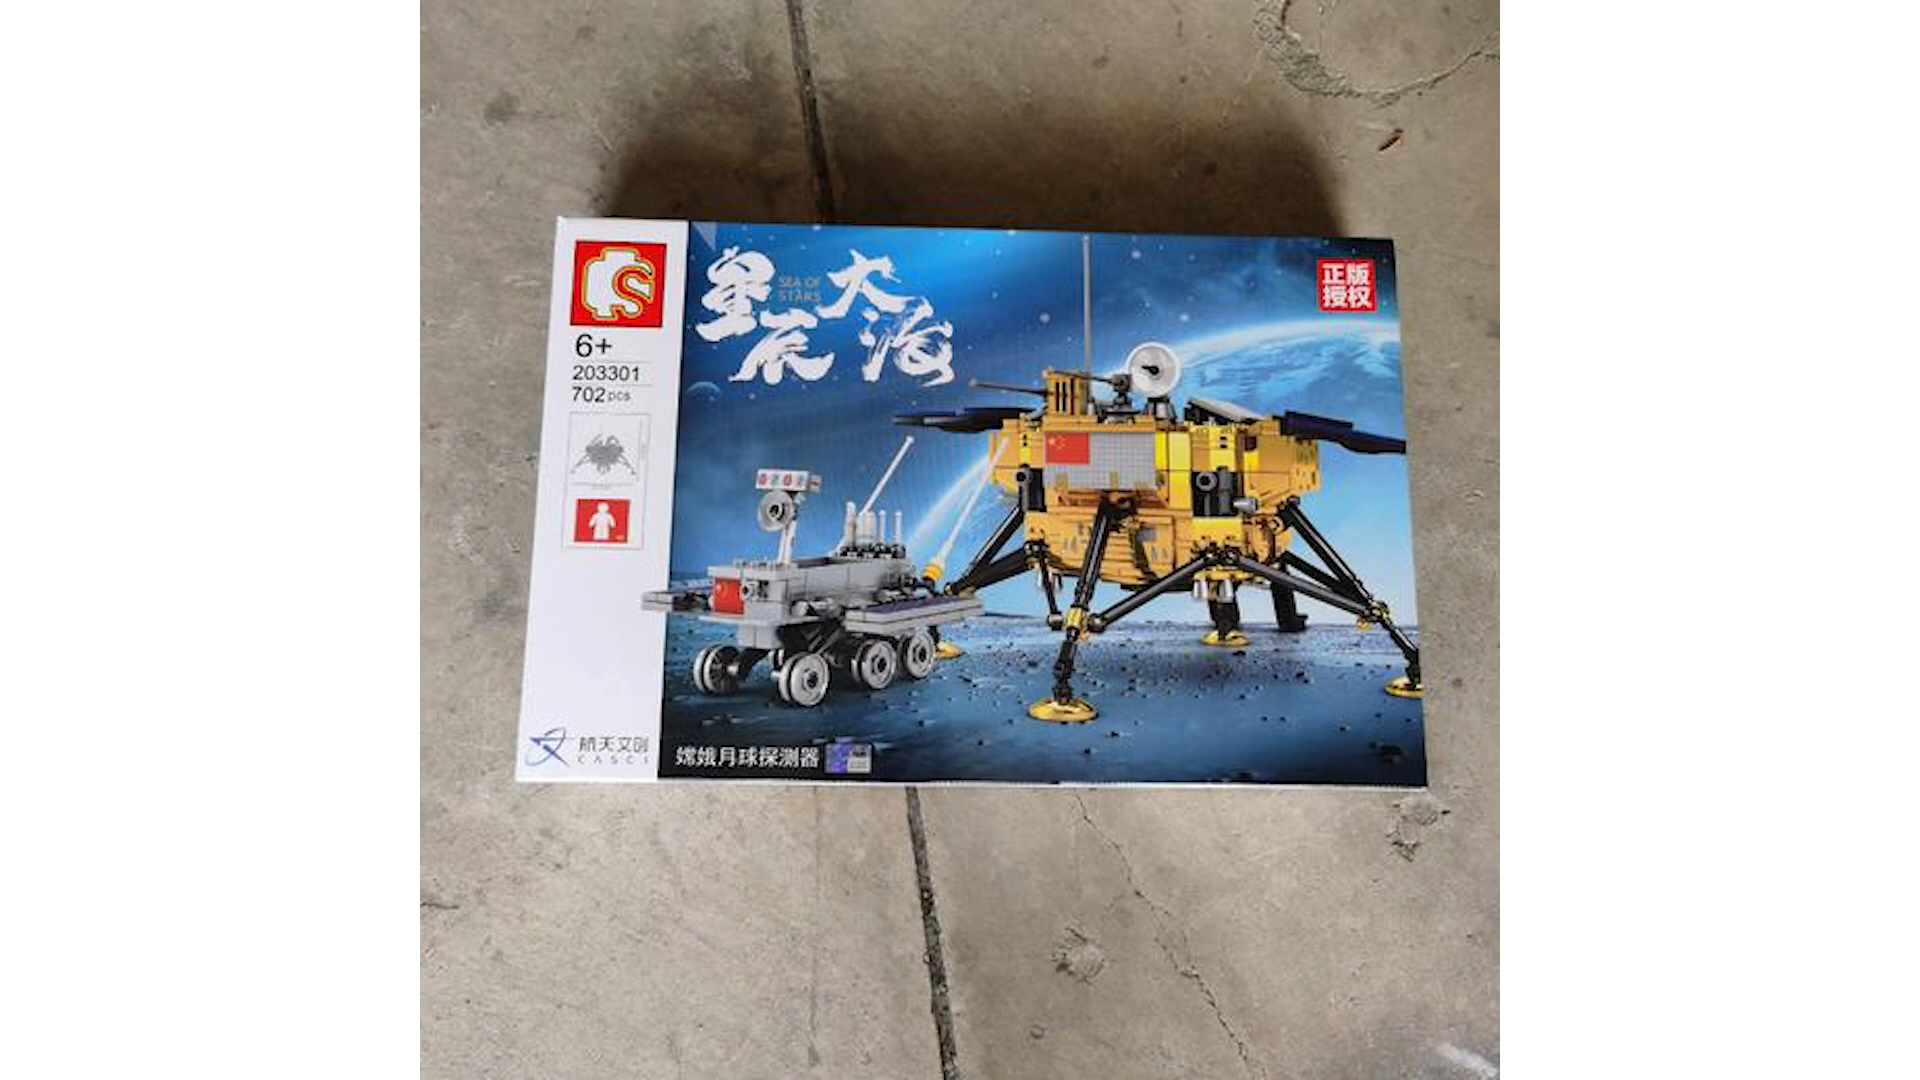 6+
203301
702pcs
星辰大海
SEA OF
STARS
正版
授权
航天文创
CASCI
嫦娥月球探测器